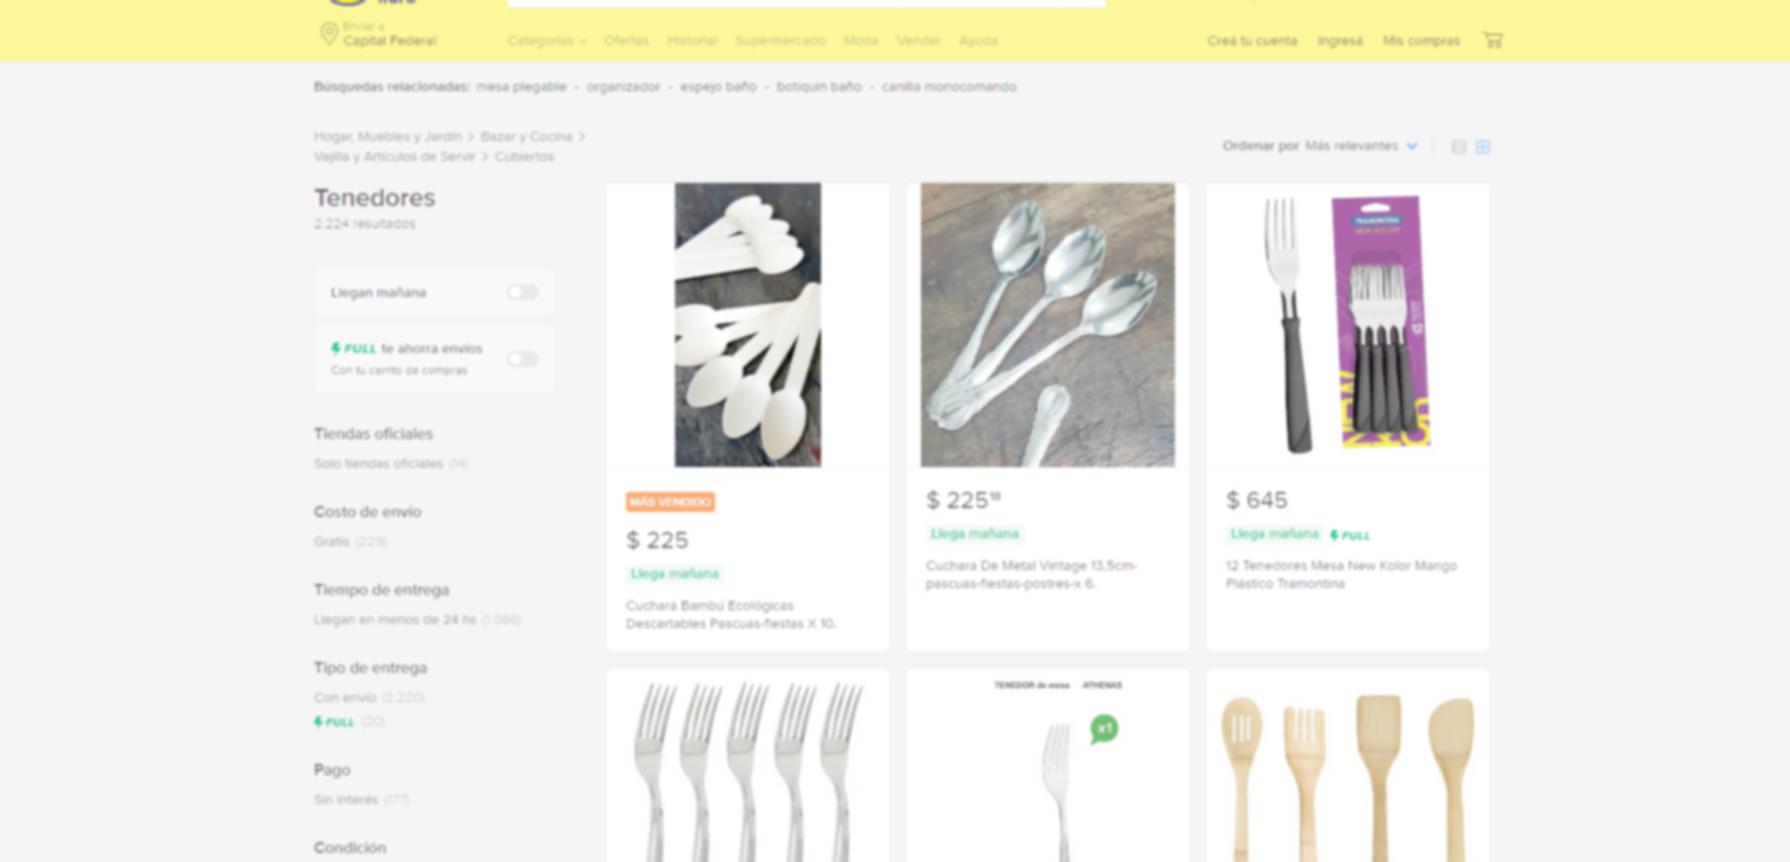 libre
Enviar a
Capital Federal
Categorías Ofertas Historial Supermercado Moda Vender Ayuda
Creá tu cuenta Ingresá Mis compras
Búsquedas relacionadas: mesa plegable - organizador - espejo baño - botiquin baño - canilla monocomando
Hogar, Muebles y Jardín > Bazar y Cocina >
Vajilla y Artículos de Servir > Cubiertos
Ordenar por Más relevantes
Tenedores
2.224 resultados
Llegan mañana
FULL te ahorra envíos
Con tu carrito de compras
Tiendas oficiales
Solo tiendas oficiales (14)
Costo de envío
Gratis (229)
Tiempo de entrega
Llegan en menos de 24 hs (1.066)
Tipo de entrega
Con envío (2.220)
FULL (20)
Pago
Sin interés (177)
Condición
MÁS VENDIDO
$ 225
Llega mañana
Cuchara Bambú Ecológicas
Descartables Pascuas-fiestas X 10.
$ 225¹⁸
Llega mañana
Cuchara De Metal Vintage 13,5cm-
pascuas-fiestas-postres-x 6.
TRAMONTINA
NEW KOLOR
12
$ 645
Llega mañana FULL
12 Tenedores Mesa New Kolor Mango
Plástico Tramontina
TENEDOR de mesa ATHENAS
x1